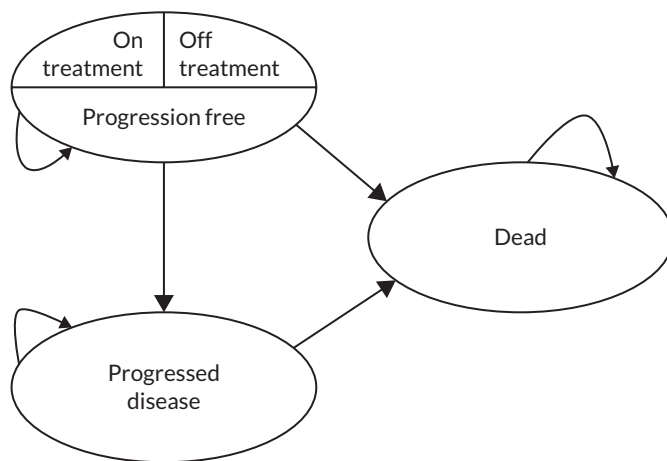 On
treatment
Off
treatment
Progression free
Dead
Progressed
disease